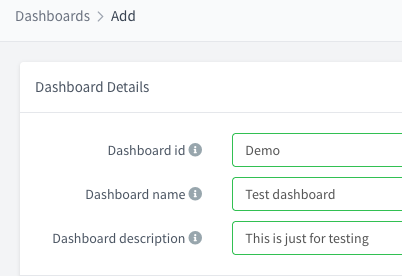 Dashboards > Add
Dashboard Details
Dashboard id Demo
Dashboard name Test dashboard
Dashboard description This is just for testing